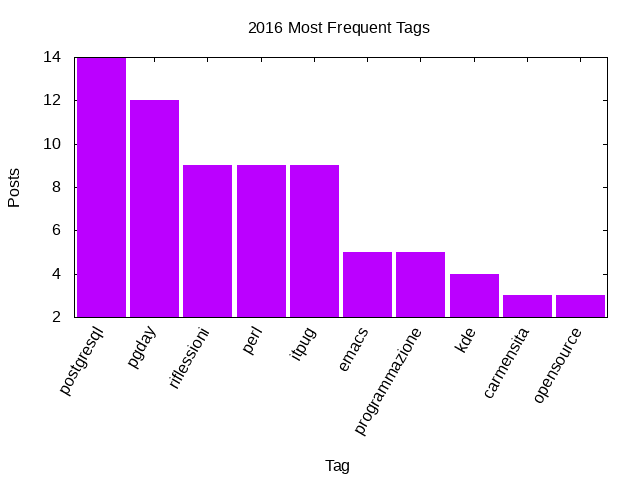 2016 Most Frequent Tags
14
12
10
8
6
4
2
Posts
postgresql
pgday
riflessioni
perl
itpug
emacs
programmazione
kde
carmensita
opensource
Tag